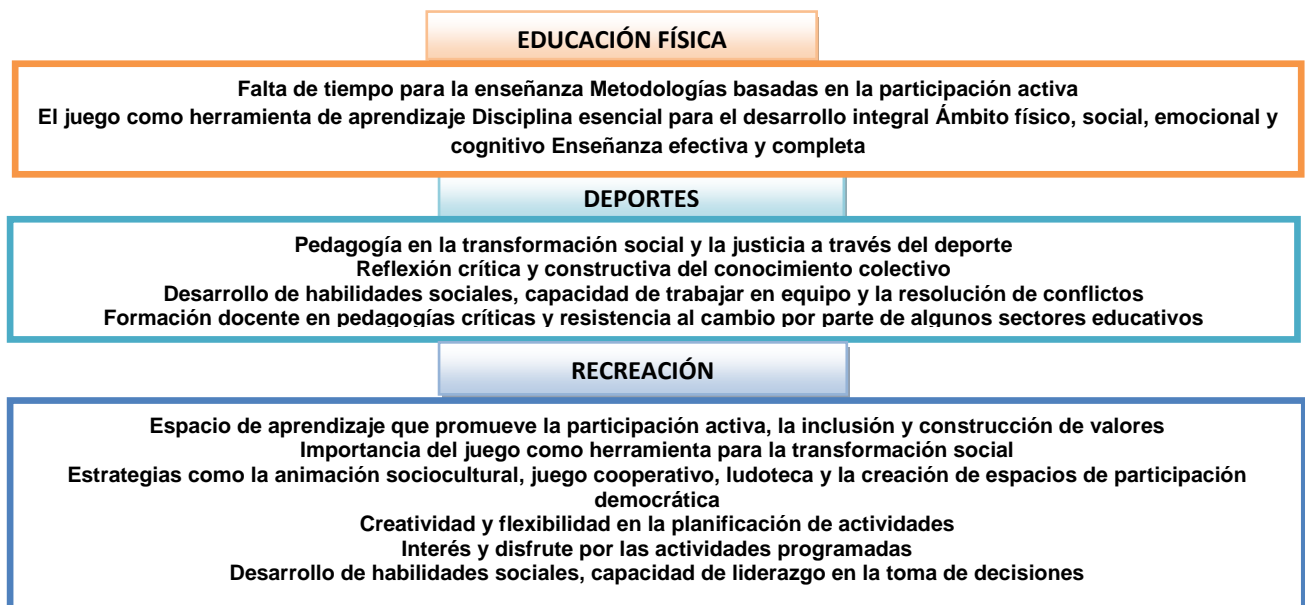 EDUCACIÓN FÍSICA
Falta de tiempo para la enseñanza Metodologías basadas en la participación activa
El juego como herramienta de aprendizaje Disciplina esencial para el desarrollo integral Ámbito físico, social, emocional y
cognitivo Enseñanza efectiva y completa
DEPORTES
Pedagogía en la transformación social y la justicia a través del deporte
Reflexión crítica y constructiva del conocimiento colectivo
Desarrollo de habilidades sociales, capacidad de trabajar en equipo y la resolución de conflictos
Formación docente en pedagogías críticas y resistencia al cambio por parte de algunos sectores educativos
RECREACIÓN
Espacio de aprendizaje que promueve la participación activa, la inclusión y construcción de valores
Importancia del juego como herramienta para la transformación social
Estrategias como la animación sociocultural, juego cooperativo, ludoteca y la creación de espacios de participación
democrática
Creatividad y flexibilidad en la planificación de actividades
Interés y disfrute por las actividades programadas
Desarrollo de habilidades sociales, capacidad de liderazgo en la toma de decisiones